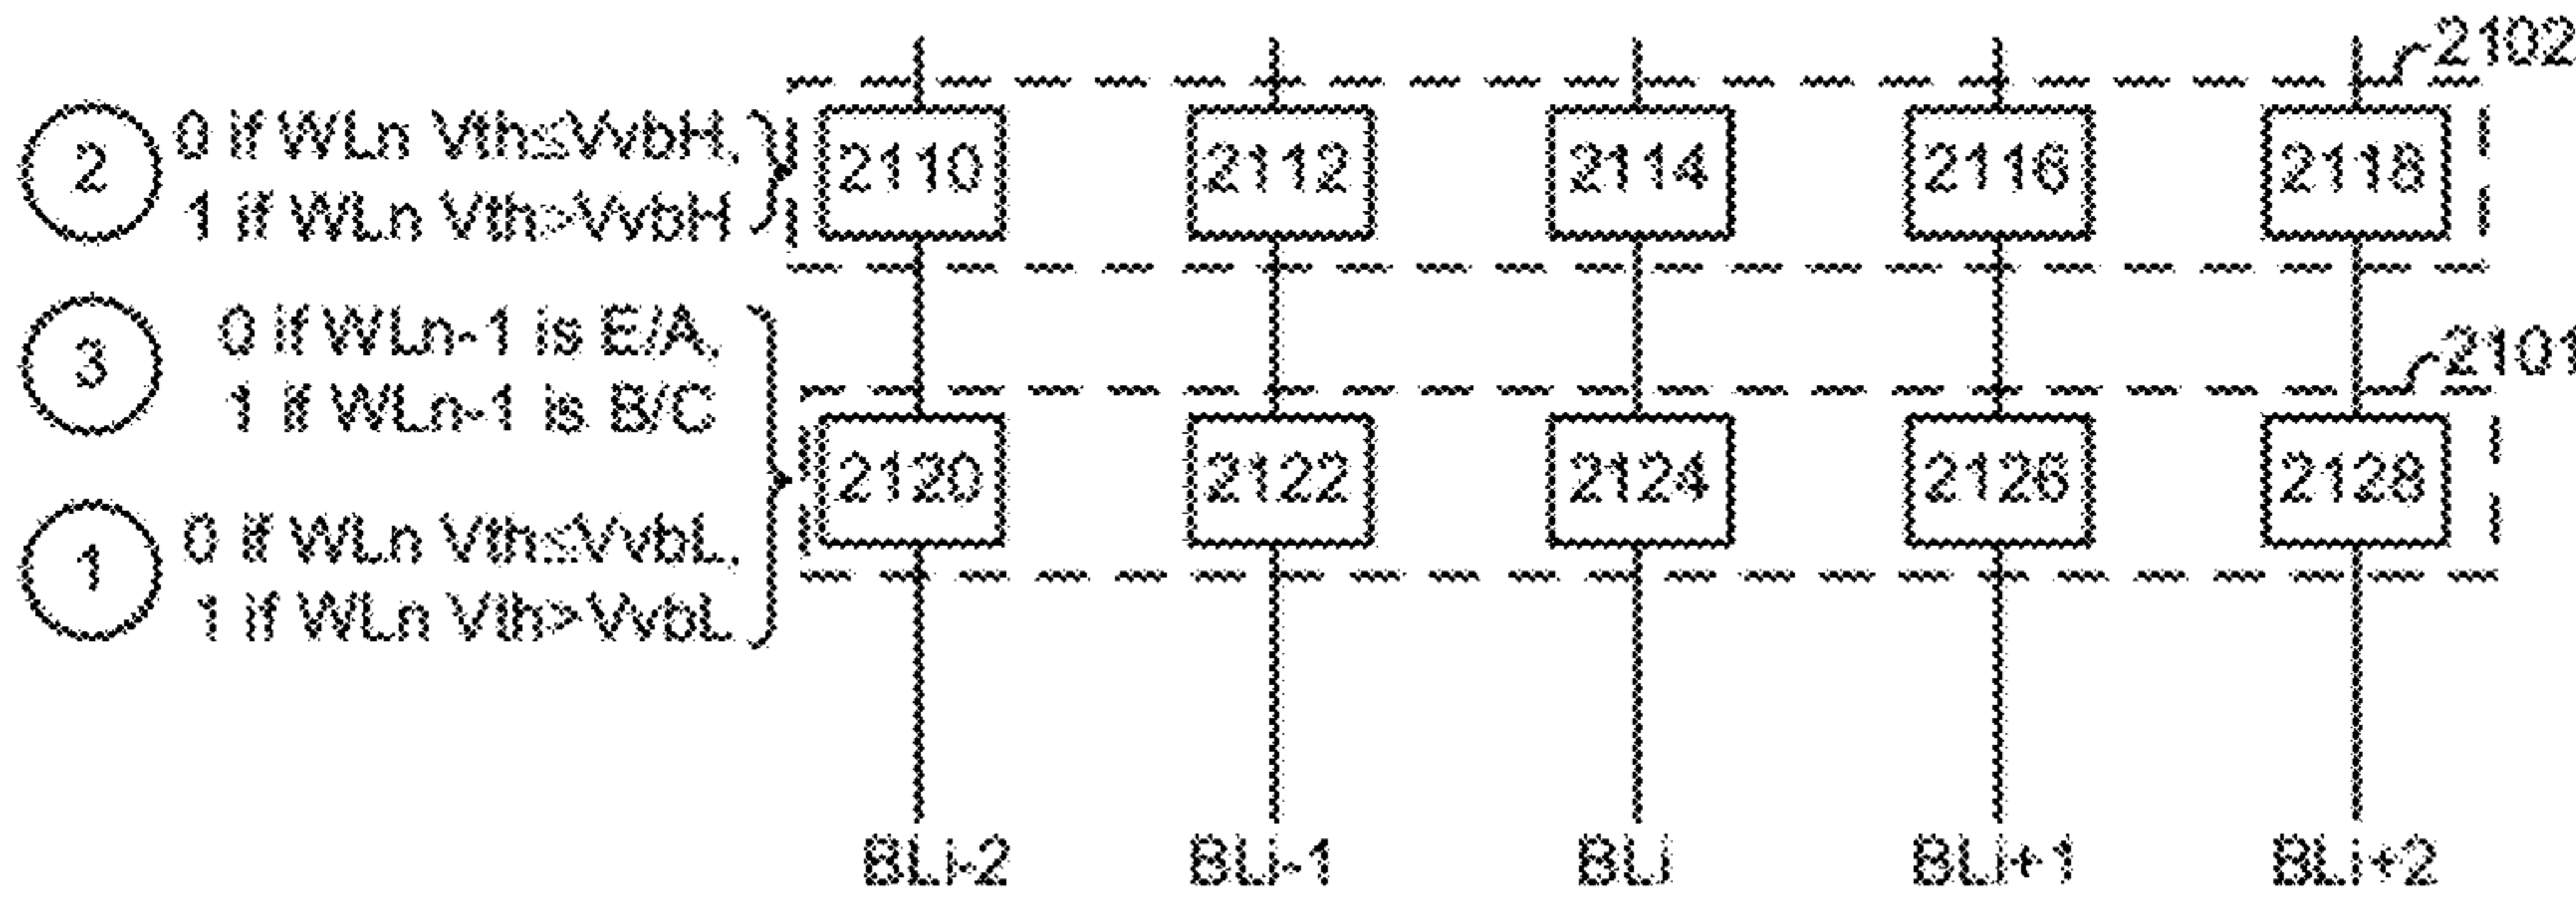 2102
2 0 if WLn Vth≤VvbH, 2110 2112 2114 2116 2118
1 if WLn Vth>VvbH
3 0 if WLn-1 is E/A,
1 if WLn-1 is B/C
2101
2120 2122 2124 2126 2128
1 0 if WLn Vth≤VvbL,
1 if WLn Vth>VvbL
BLi-2 BLi-1 BLi BLi+1 BLi+2